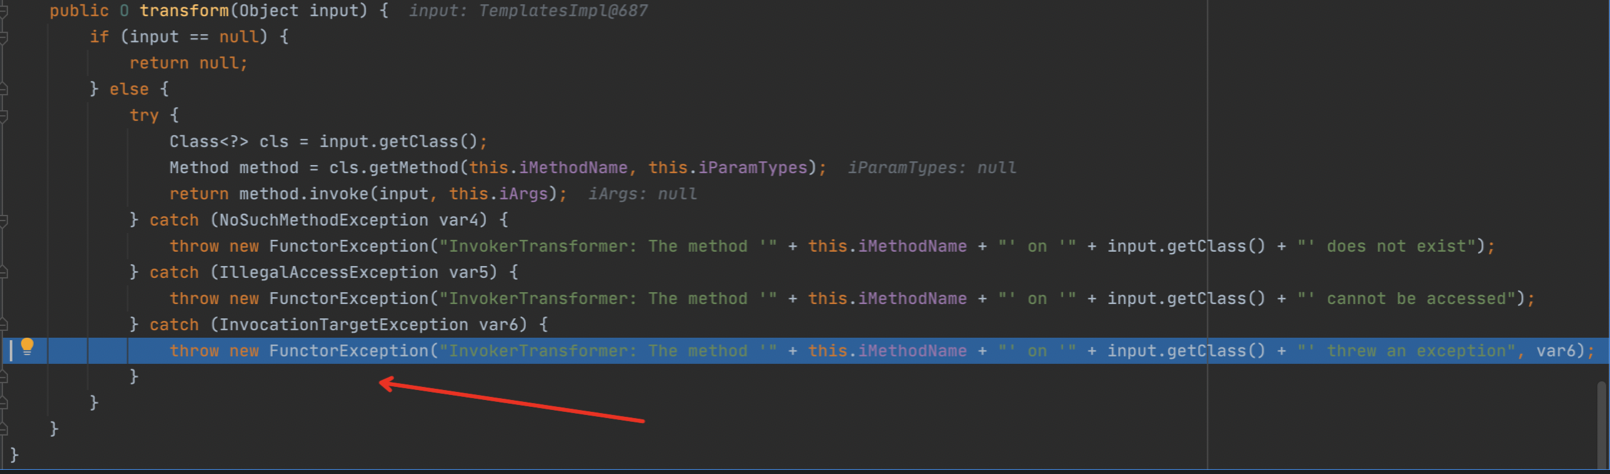 public O transform(Object input) {  input: TemplatesImpl@687
if (input == null) {
return null;
} else {
try {
Class<?> cls = input.getClass();
Method method = cls.getMethod(this.iMethodName, this.iParamTypes);  iParamTypes: null
return method.invoke(input, this.iArgs);  iArgs: null
} catch (NoSuchMethodException var4) {
throw new FunctorException("InvokerTransformer: The method '" + this.iMethodName + "' on '" + input.getClass() + "' does not exist");
} catch (IllegalAccessException var5) {
throw new FunctorException("InvokerTransformer: The method '" + this.iMethodName + "' on '" + input.getClass() + "' cannot be accessed");
} catch (InvocationTargetException var6) {
throw new FunctorException("InvokerTransformer: The method '" + this.iMethodName + "' on '" + input.getClass() + "' threw an exception", var6);
}
}
}
}